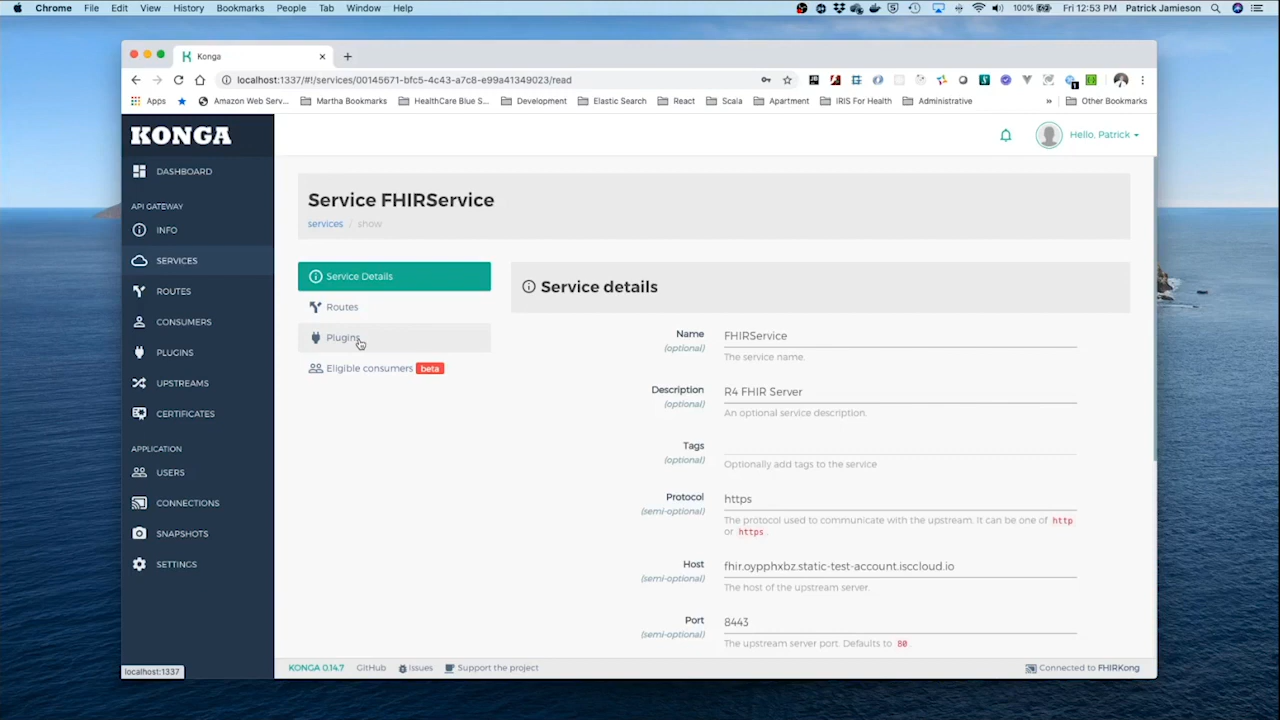 Chrome File Edit View History Bookmarks People Tab Window Help
100% Fri 12:53 PM Patrick Jamieson
Konga
localhost:1337/#!/services/00145671-bfc5-4c43-a7c8-e99a41349023/read
Apps Amazon Web Serv... Martha Bookmarks HealthCare Blue S... Development Elastic Search React Scala Apartment IRIS For Health Administrative » Other Bookmarks
KONGA
Hello, Patrick
DASHBOARD
API GATEWAY
INFO
SERVICES
ROUTES
CONSUMERS
PLUGINS
UPSTREAMS
CERTIFICATES
APPLICATION
USERS
CONNECTIONS
SNAPSHOTS
SETTINGS
localhost:1337
Service FHIRService
services / show
Service Details
Routes
Plugins
Eligible consumers beta
Service details
Name
(optional)
FHIRService
The service name.
Description
(optional)
R4 FHIR Server
An optional service description.
Tags
(optional)
Optionally add tags to the service
Protocol
(semi-optional)
https
The protocol used to communicate with the upstream. It can be one of http
or https.
Host
(semi-optional)
fhir.oypphxbz.static-test-account.isccloud.io
The host of the upstream server.
Port
(semi-optional)
8443
The upstream server port. Defaults to 80.
KONGA 0.14.7 GitHub Issues Support the project Connected to FHIRKong